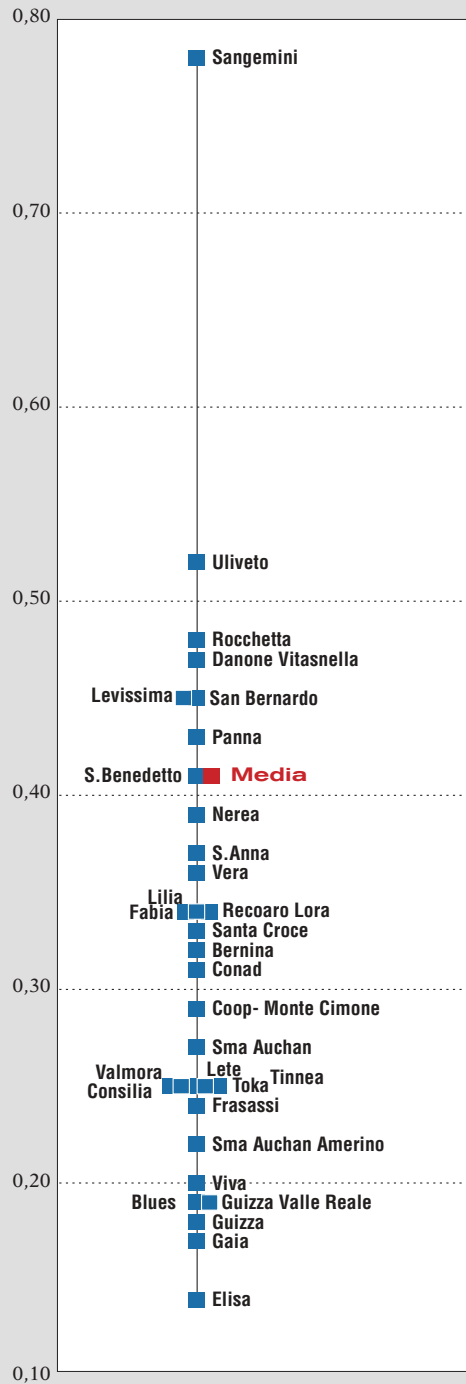 0,80
Sangemini
0,70
0,60
Uliveto
0,50
Rocchetta
Danone Vitasnella
Levissima San Bernardo
Panna
S.Benedetto Media
0,40
Nerea
S.Anna
Vera
Lilia
Fabia Recoaro Lora
Santa Croce
Bernina
Conad
0,30
Coop- Monte Cimone
Sma Auchan
Valmora Lete Tinnea
Consilia Toka
Frasassi
Sma Auchan Amerino
0,20 Viva
Blues Guizza Valle Reale
Guizza
Gaia
Elisa
0,10